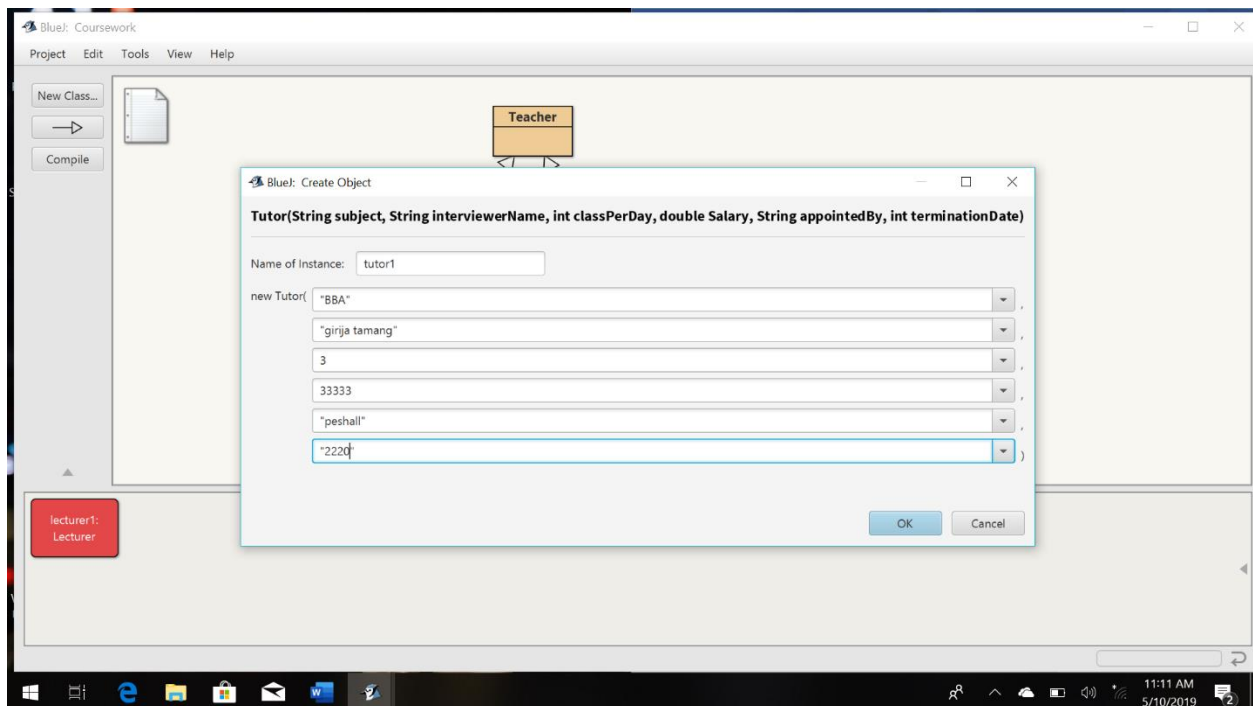 BlueJ: Coursework
Project Edit Tools View Help
New Class...
Compile
Teacher
BlueJ: Create Object
Tutor(String subject, String interviewerName, int classPerDay, double Salary, String appointedBy, int terminationDate)
Name of Instance: tutor1
new Tutor( "BBA" ,
"girija tamang" ,
3 ,
33333 ,
"peshall" ,
"2220" )
OK Cancel
lecturer1:
Lecturer
11:11 AM
5/10/2019
2